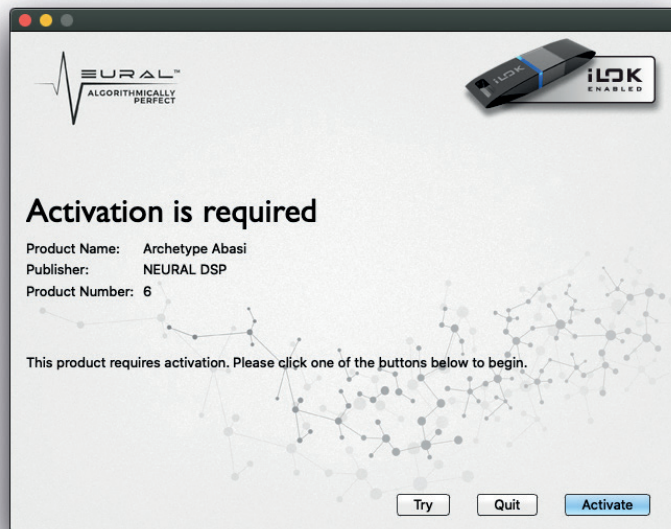 EURAL™
ALGORITHMICALLY
PERFECT
iLOK
iLOK
ENABLED
Activation is required
Product Name: Archetype Abasi
Publisher: NEURAL DSP
Product Number: 6
This product requires activation. Please click one of the buttons below to begin.
Try Quit Activate